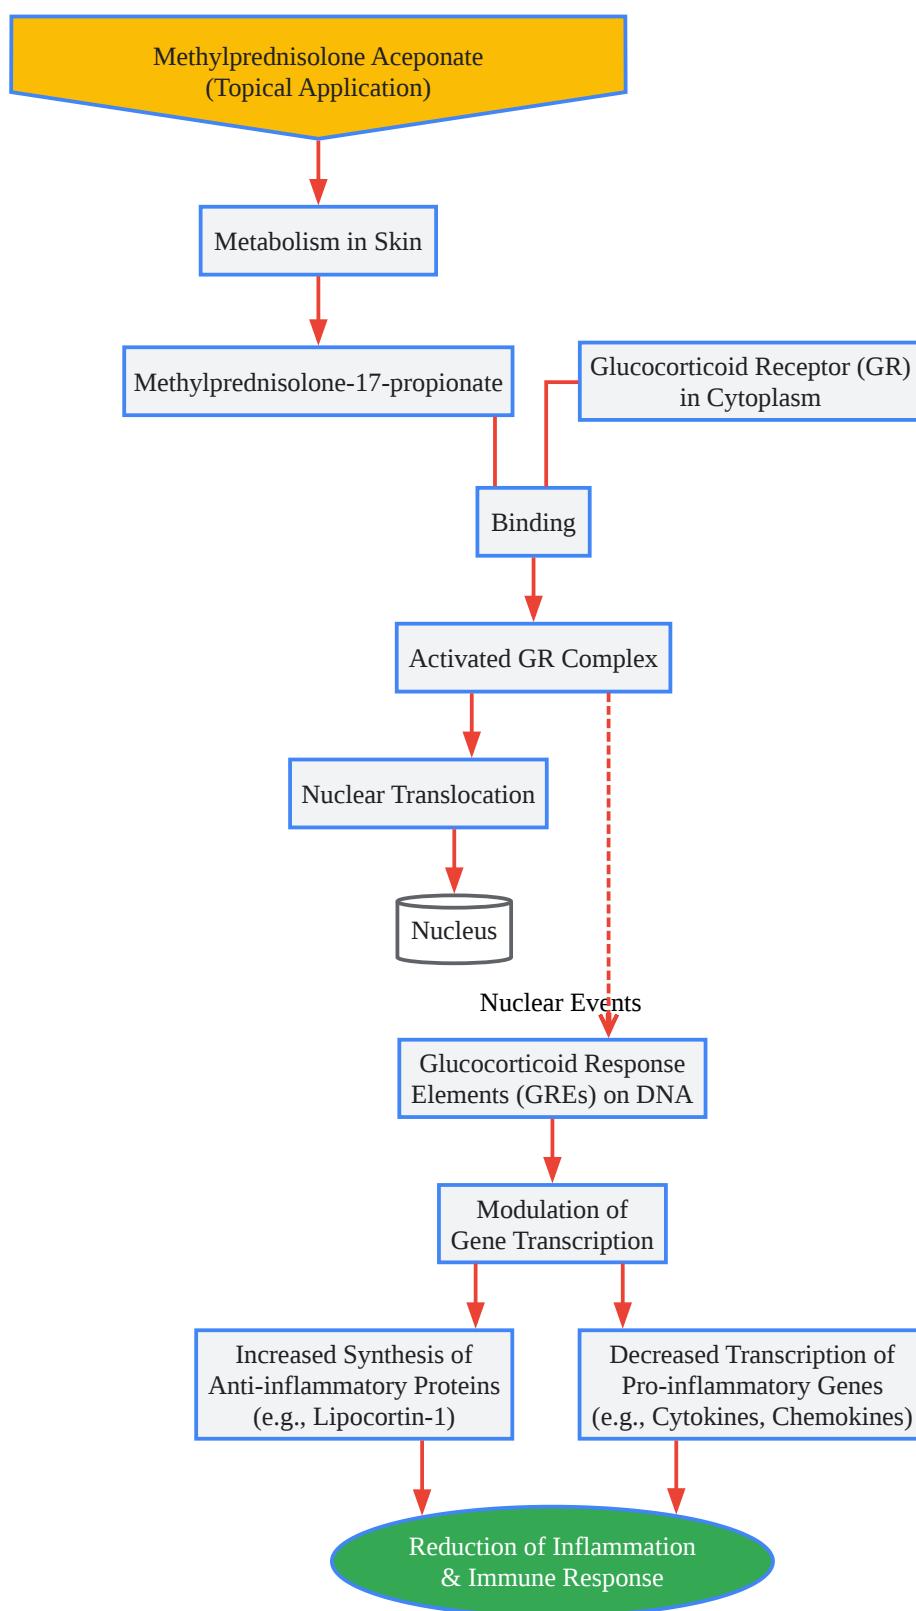 Methylprednisolone Aceponate
(Topical Application)
Metabolism in Skin
Methylprednisolone-17-propionate
Glucocorticoid Receptor (GR)
in Cytoplasm
Binding
Activated GR Complex
Nuclear Translocation
Nucleus
Nuclear Events
Glucocorticoid Response
Elements (GREs) on DNA
Modulation of
Gene Transcription
Increased Synthesis of
Anti-inflammatory Proteins
(e.g., Lipocortin-1)
Decreased Transcription of
Pro-inflammatory Genes
(e.g., Cytokines, Chemokines)
Reduction of Inflammation
& Immune Response